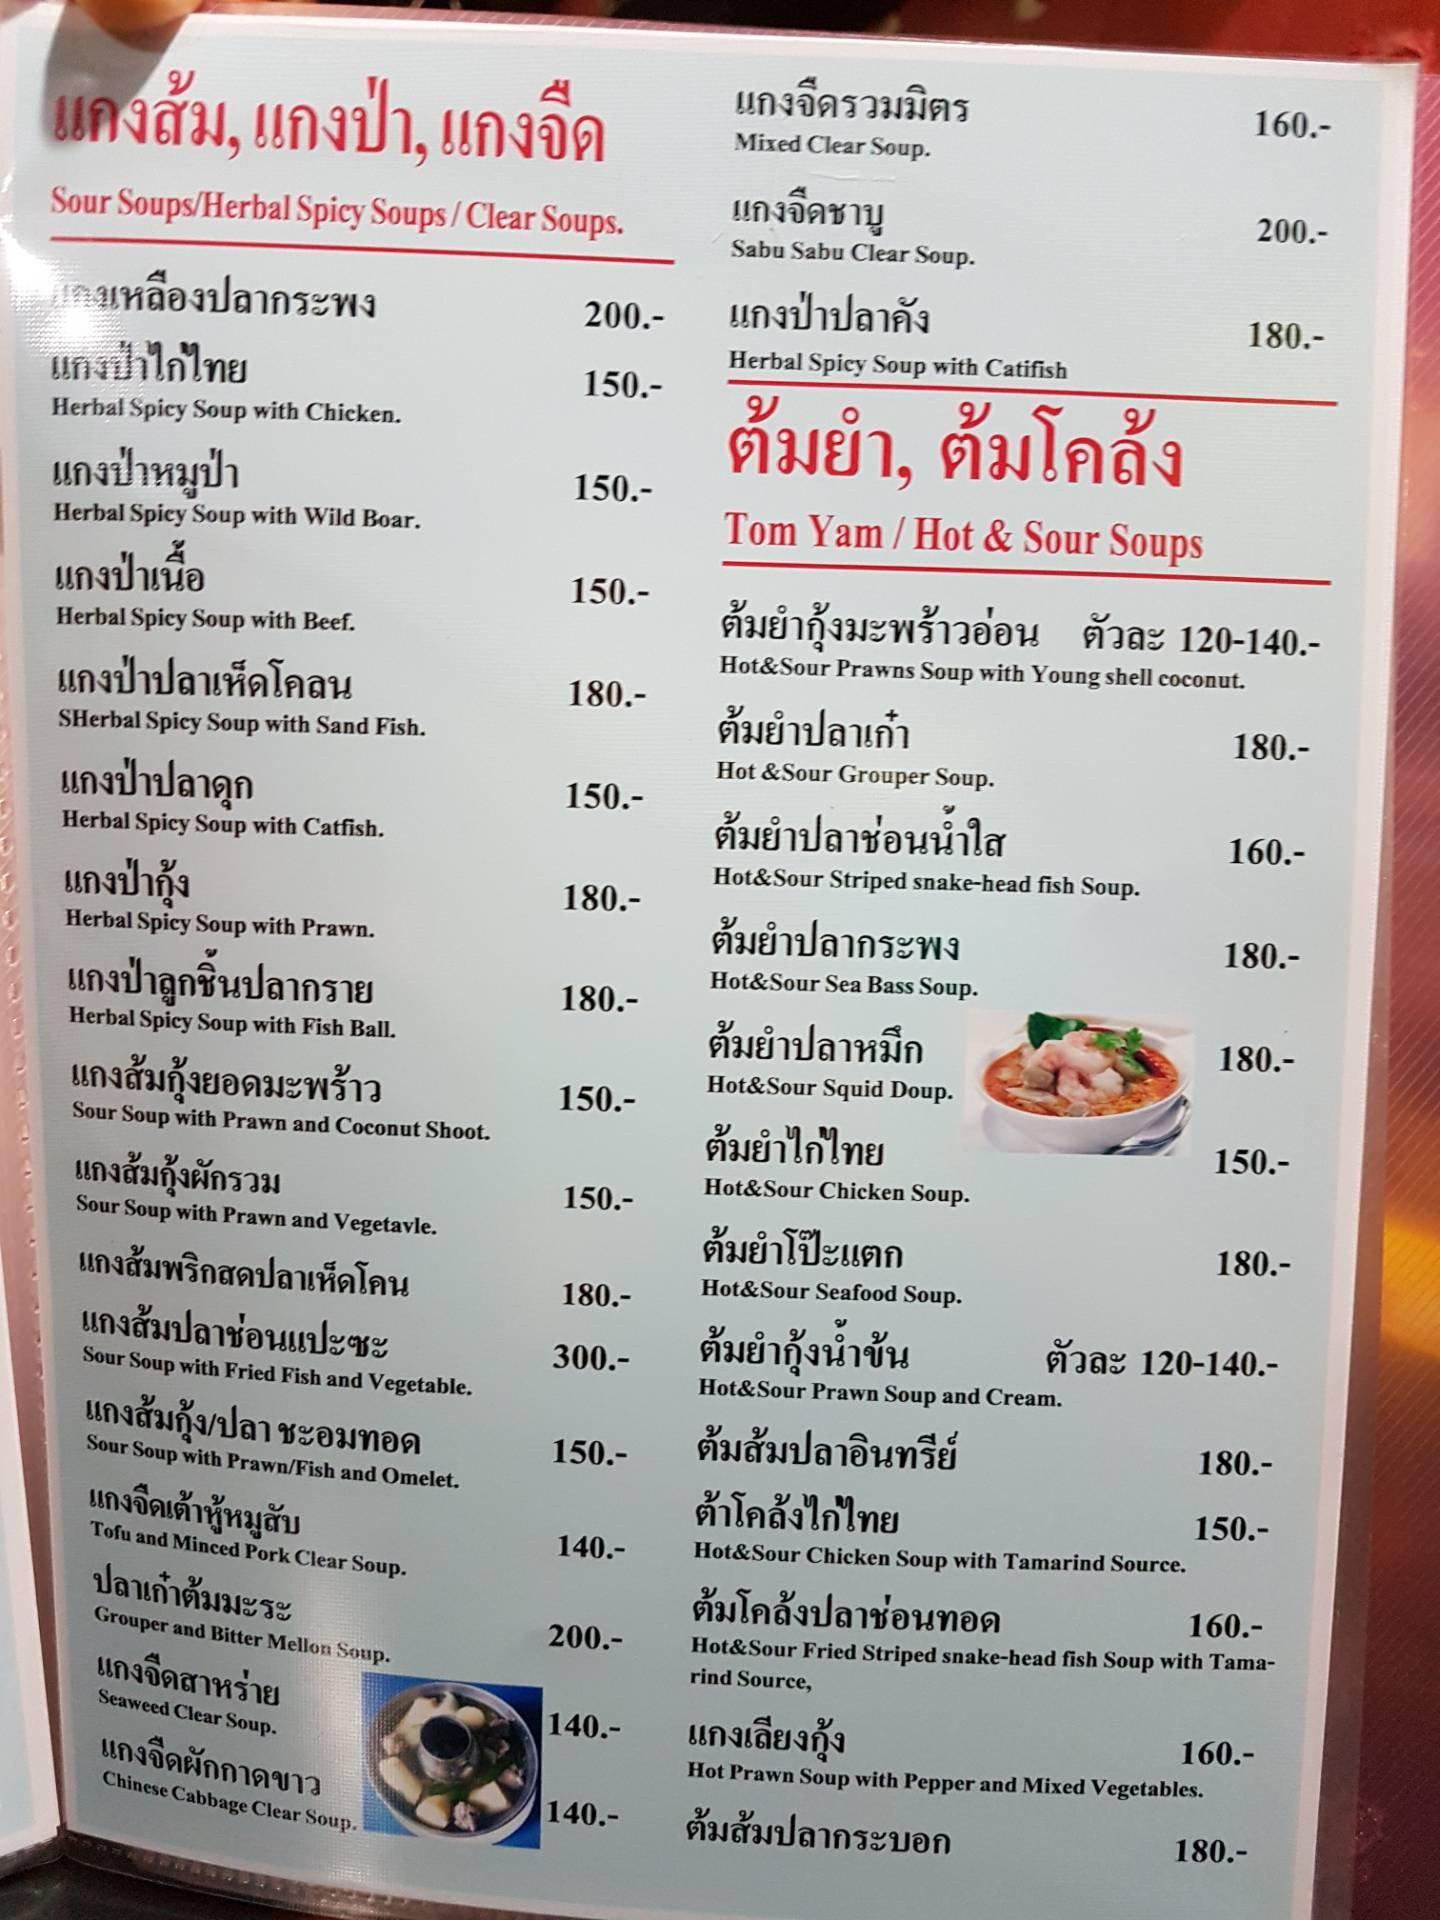 แกงส้ม, แกงป่า, แกงจืด
Sour Soups/Herbal Spicy Soups / Clear Soups.
แกงเหลืองปลากระพง 200.-
แกงป่าไก่ไทย 150.-
Herbal Spicy Soup with Chicken.
แกงป่าหมูป่า 150.-
Herbal Spicy Soup with Wild Boar.
แกงป่าเนื้อ 150.-
Herbal Spicy Soup with Beef.
แกงป่าปลาเห็ดโคลน 180.-
SHerbal Spicy Soup with Sand Fish.
แกงป่าปลาดุก 150.-
Herbal Spicy Soup with Catfish.
แกงป่ากุ้ง 180.-
Herbal Spicy Soup with Prawn.
แกงป่าลูกชิ้นปลากราย 180.-
Herbal Spicy Soup with Fish Ball.
แกงส้มกุ้งยอดมะพร้าว 150.-
Sour Soup with Prawn and Coconut Shoot.
แกงส้มกุ้งผักรวม 150.-
Sour Soup with Prawn and Vegetavle.
แกงส้มพริกสดปลาเห็ดโคน 180.-
แกงส้มปลาช่อนแปะซะ 300.-
Sour Soup with Fried Fish and Vegetable.
แกงส้มกุ้ง/ปลา ชะอมทอด 150.-
Sour Soup with Prawn/Fish and Omelet.
แกงจืดเต้าหู้หมูสับ 140.-
Tofu and Minced Pork Clear Soup.
ปลาเก๋าต้มมะระ 200.-
Grouper and Bitter Mellon Soup.
แกงจืดสาหร่าย 140.-
Seaweed Clear Soup.
แกงจืดผักกาดขาว 140.-
Chinese Cabbage Clear Soup.
แกงจืดรวมมิตร 160.-
Mixed Clear Soup.
แกงจืดชาบู 200.-
Sabu Sabu Clear Soup.
แกงป่าปลาคัง 180.-
Herbal Spicy Soup with Catifish
ต้มยำ, ต้มโคล้ง
Tom Yam / Hot & Sour Soups
ต้มยำกุ้งมะพร้าวอ่อน ตัวละ 120-140.-
Hot&Sour Prawns Soup with Young shell coconut.
ต้มยำปลาเก๋า 180.-
Hot &Sour Grouper Soup.
ต้มยำปลาช่อนน้ำใส 160.-
Hot&Sour Striped snake-head fish Soup.
ต้มยำปลากระพง 180.-
Hot&Sour Sea Bass Soup.
ต้มยำปลาหมึก 180.-
Hot&Sour Squid Doup.
ต้มยำไก่ไทย 150.-
Hot&Sour Chicken Soup.
ต้มยำโป๊ะแตก 180.-
Hot&Sour Seafood Soup.
ต้มยำกุ้งน้ำข้น ตัวละ 120-140.-
Hot&Sour Prawn Soup and Cream.
ต้มส้มปลาอินทรีย์ 180.-
ต้าโคล้งไก่ไทย 150.-
Hot&Sour Chicken Soup with Tamarind Source.
ต้มโคล้งปลาช่อนทอด 160.-
Hot&Sour Fried Striped snake-head fish Soup with Tama-
rind Source,
แกงเลียงกุ้ง 160.-
Hot Prawn Soup with Pepper and Mixed Vegetables.
ต้มส้มปลากระบอก 180.-